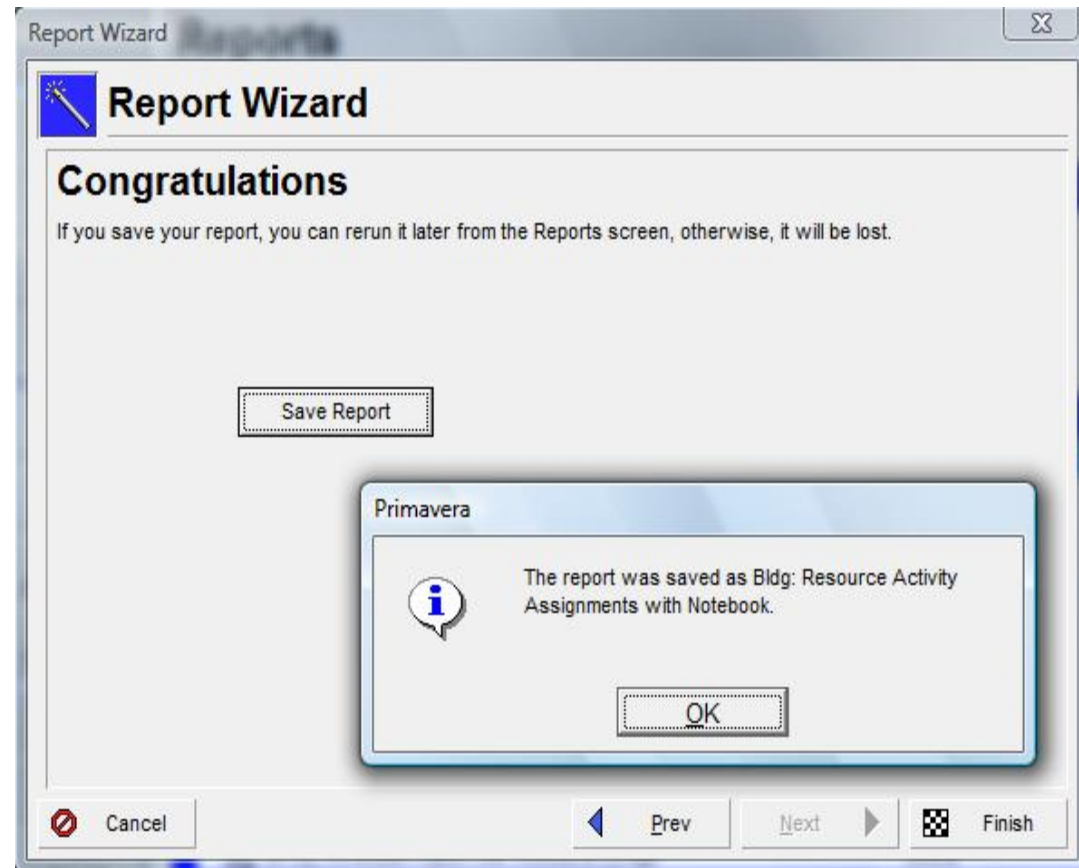 Report Wizard
Reports
Report Wizard
Congratulations
If you save your report, you can rerun it later from the Reports screen, otherwise, it will be lost.
Save Report
Primavera
The report was saved as Bldg: Resource Activity
Assignments with Notebook.
OK
Cancel
Prev
Next
Finish